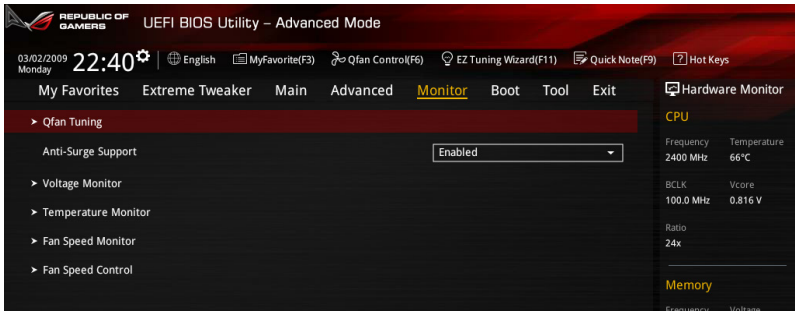 REPUBLIC OF GAMERS
UEFI BIOS Utility – Advanced Mode
03/02/2009 Monday
22:40
English
MyFavorite(F3)
Qfan Control(F6)
EZ Tuning Wizard(F11)
Quick Note(F9)
? Hot Keys
My Favorites Extreme Tweaker Main Advanced Monitor Boot Tool Exit
> Qfan Tuning
Anti-Surge Support Enabled
> Voltage Monitor
> Temperature Monitor
> Fan Speed Monitor
> Fan Speed Control
Hardware Monitor
CPU
Frequency Temperature
2400 MHz 66°C
BCLK Vcore
100.0 MHz 0.816 V
Ratio
24x
Memory
Frequency Voltage